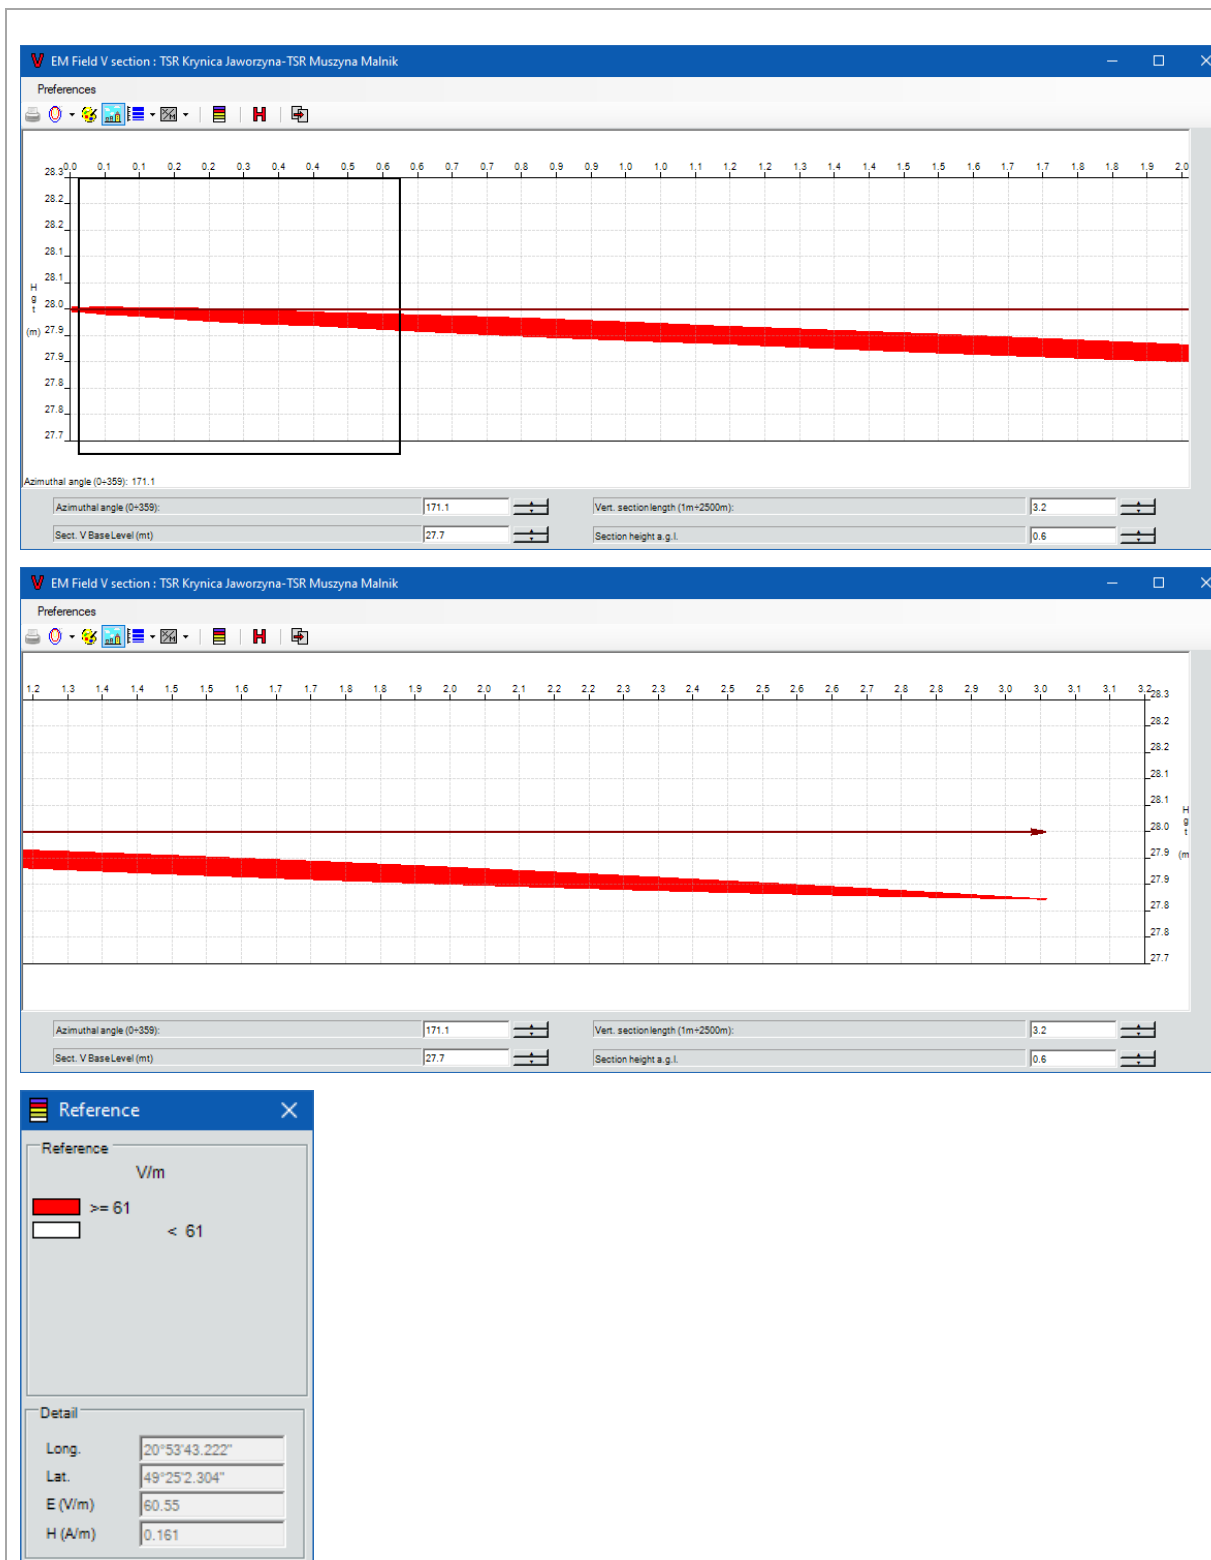 EM Field V section : TSR Krynica Jaworzyna-TSR Muszyna Malnik
Preferences
0.0 0.1 0.1 0.2 0.2 0.3 0.4 0.4 0.5 0.6 0.6 0.7 0.7 0.8 0.9 0.9 1.0 1.0 1.1 1.2 1.2 1.3 1.4 1.4 1.5 1.5 1.6 1.7 1.7 1.8 1.8 1.9 2.0
28.3
28.2
28.2
28.1
28.1
28.0
27.9
27.9
27.8
27.8
27.7
Hgt (m)
Azimuthal angle (0÷359): 171.1
Azimuthal angle (0÷359): 171.1 Vert. section length (1m÷2500m): 3.2
Sect. V Base Level (mt) 27.7 Section height a.g.l. 0.6
EM Field V section : TSR Krynica Jaworzyna-TSR Muszyna Malnik
Preferences
1.2 1.3 1.4 1.4 1.5 1.5 1.6 1.7 1.7 1.8 1.8 1.9 2.0 2.0 2.1 2.2 2.2 2.3 2.3 2.4 2.5 2.5 2.6 2.6 2.7 2.8 2.8 2.9 3.0 3.0 3.1 3.1 3.2
28.3
28.2
28.2
28.1
28.1
28.0
27.9
27.9
27.8
27.8
27.7
Hgt (m
Azimuthal angle (0÷359): 171.1 Vert. section length (1m÷2500m): 3.2
Sect. V Base Level (mt) 27.7 Section height a.g.l. 0.6
Reference
Reference
V/m
>= 61
< 61
Detail
Long. 20°53'43.222"
Lat. 49°25'2.304"
E (V/m) 60.55
H (A/m) 0.161